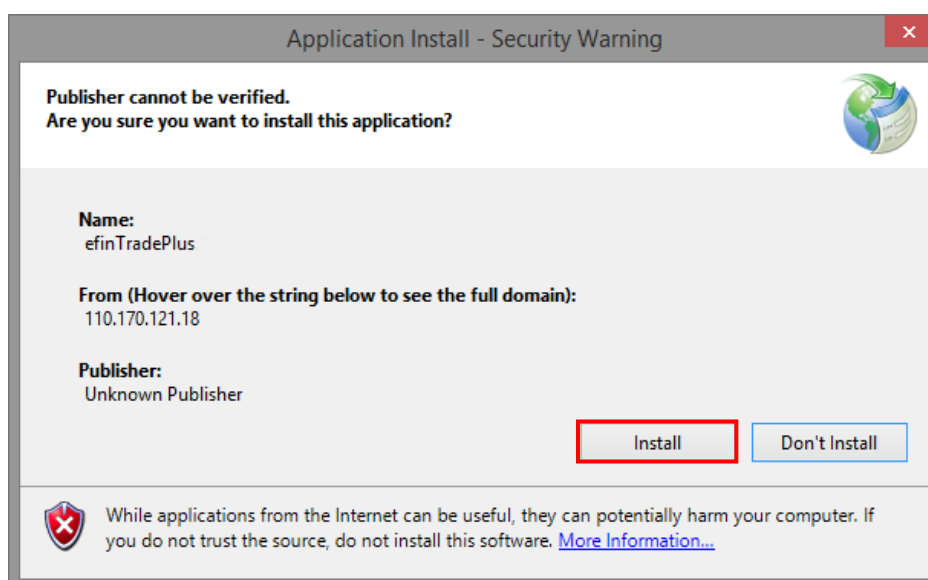 Application Install - Security Warning
Publisher cannot be verified.
Are you sure you want to install this application?
Name:
efinTradePlus
From (Hover over the string below to see the full domain):
110.170.121.18
Publisher:
Unknown Publisher
Install
Don't Install
While applications from the Internet can be useful, they can potentially harm your computer. If
you do not trust the source, do not install this software. More Information...